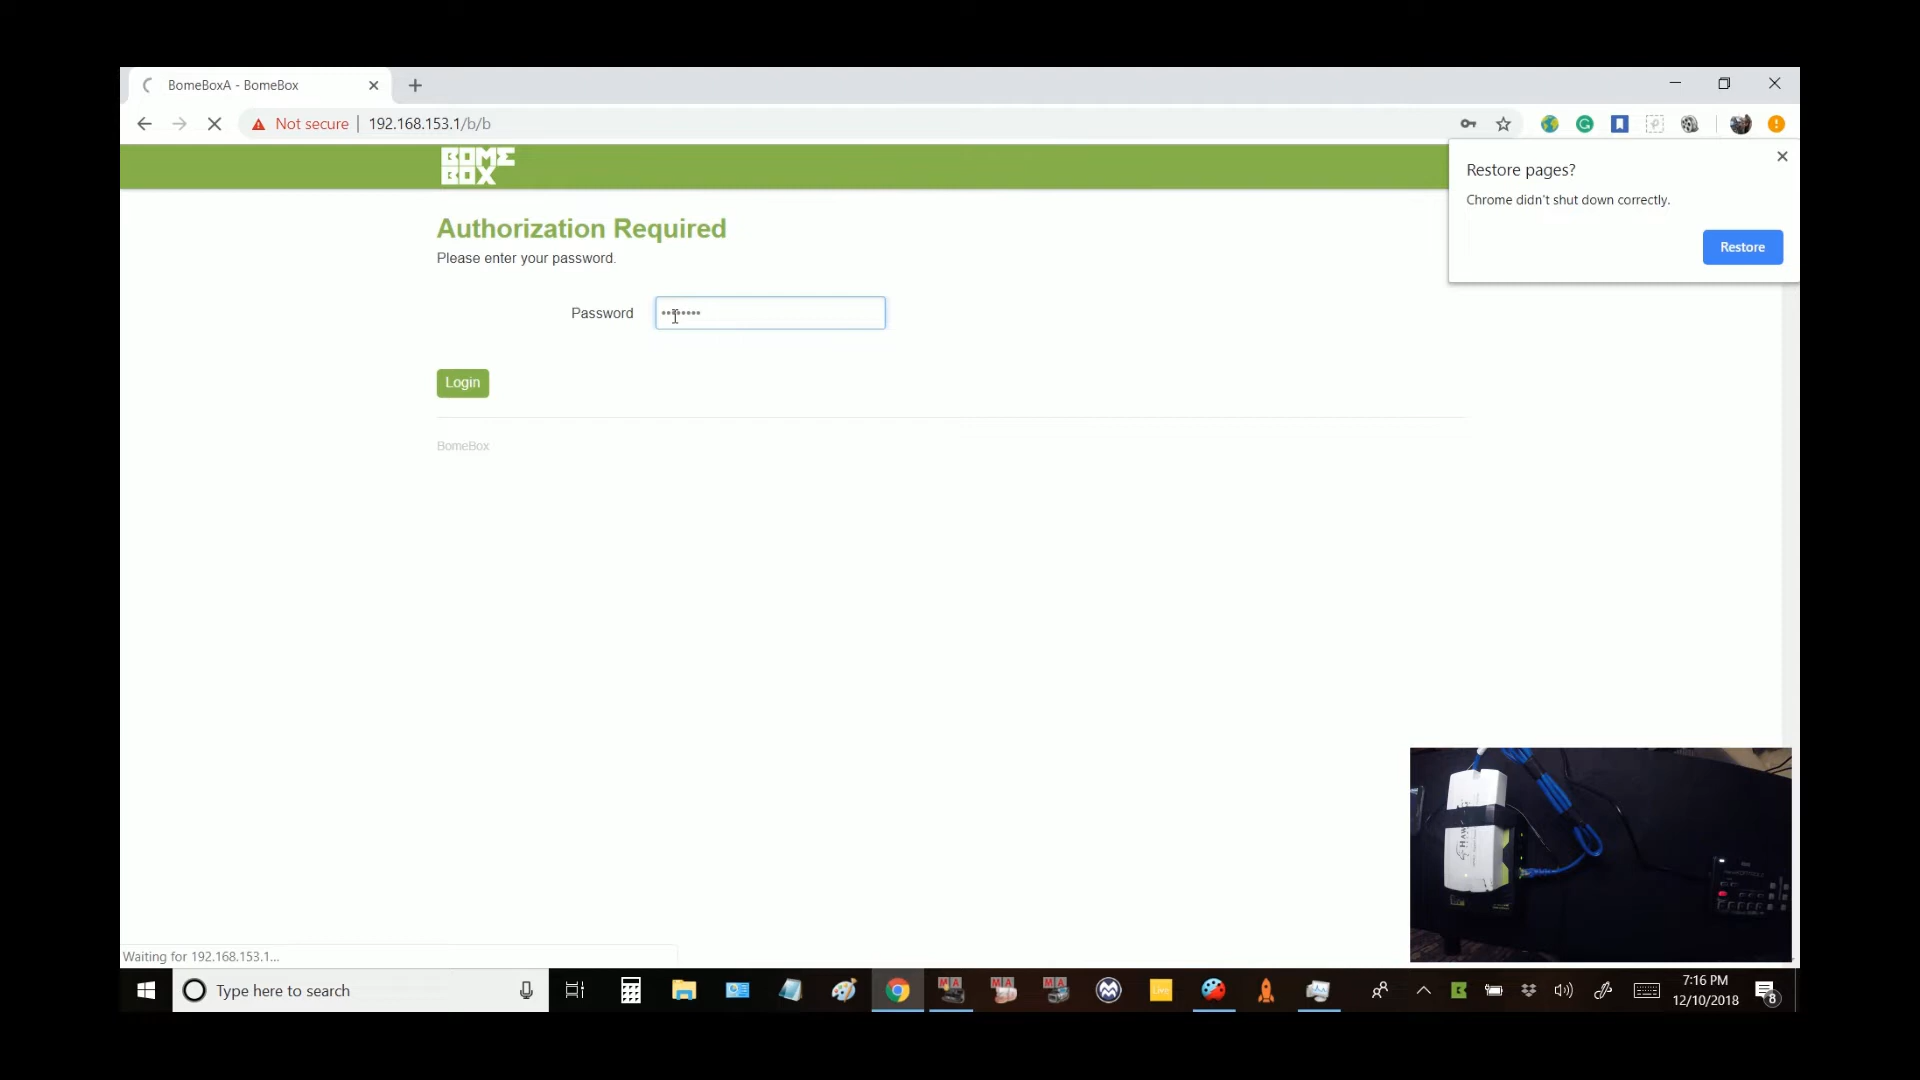 BomeBoxA - BomeBox
Not secure 192.168.153.1/b/b
BOME
BOX
Restore pages?
Chrome didn't shut down correctly.
Restore
Authorization Required
Please enter your password.
Password ••••••••
Login
BomeBox
Waiting for 192.168.153.1...
Type here to search
7:16 PM
12/10/2018
8